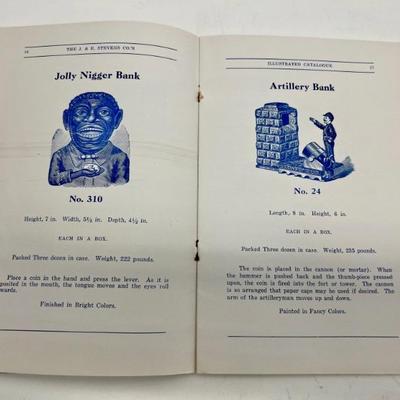 16
THE J. & E. STEVENS CO.'S
Jolly Nigger Bank
No. 310
Height, 7 in. Width, 5¼ in. Depth, 4½ in.
EACH IN A BOX.
Packed Three dozen in case. Weight, 222 pounds.
Place a coin in the hand and press the lever. As it is
posited in the mouth, the tongue moves and the eyes roll
wards.
Finished in Bright Colors.
ILLUSTRATED CATALOGUE
17
Artillery Bank
No. 24
Length, 8 in. Height, 6 in.
EACH IN A BOX.
Packed Three dozen in case. Weight, 235 pounds.
The coin is placed in the cannon (or mortar). When
the hammer is pushed back and the thumb-piece pressed
upon, the coin is fired into the fort or tower. The cannon
is so arranged that paper caps may be used if desired. The
arm of the artilleryman moves up and down.
Painted in Fancy Colors.